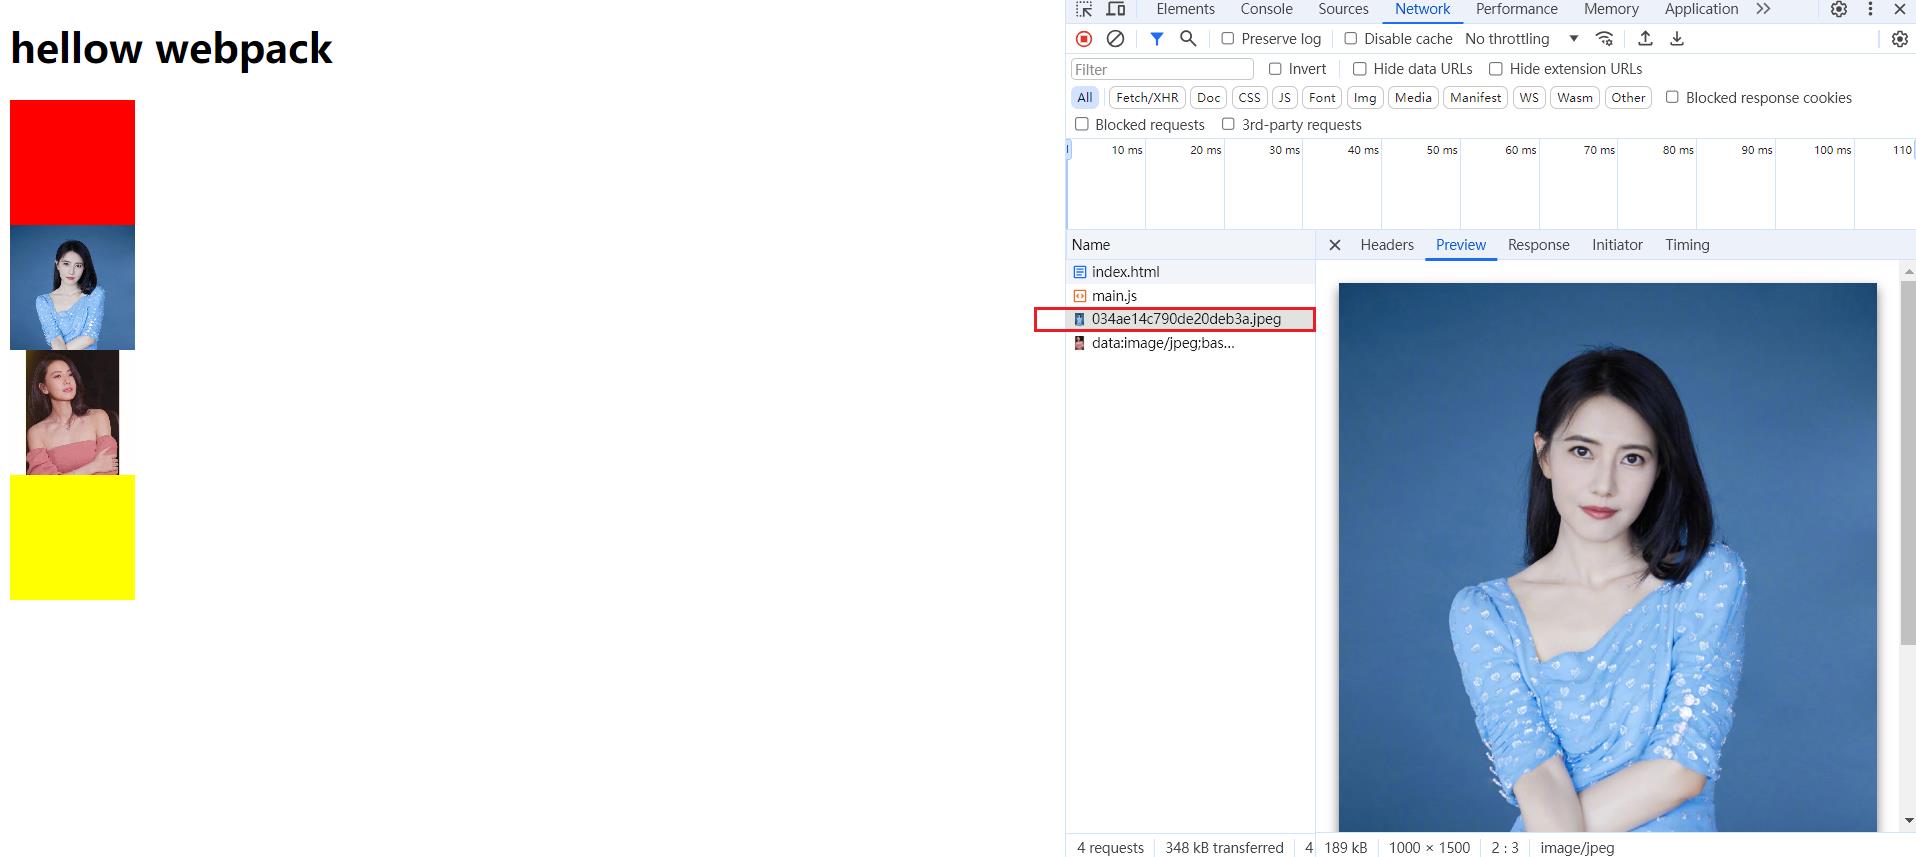 hellow webpack
Elements Console Sources Network Performance Memory Application
Preserve log Disable cache No throttling
Filter Invert Hide data URLs Hide extension URLs
All Fetch/XHR Doc CSS JS Font Img Media Manifest WS Wasm Other Blocked response cookies
Blocked requests 3rd-party requests
10 ms 20 ms 30 ms 40 ms 50 ms 60 ms 70 ms 80 ms 90 ms 100 ms 110
Name Headers Preview Response Initiator Timing
index.html
main.js
034ae14c790de20deb3a.jpeg
data:image/jpeg;bas...
4 requests 348 kB transferred 4 189 kB 1000 × 1500 2 : 3 image/jpeg